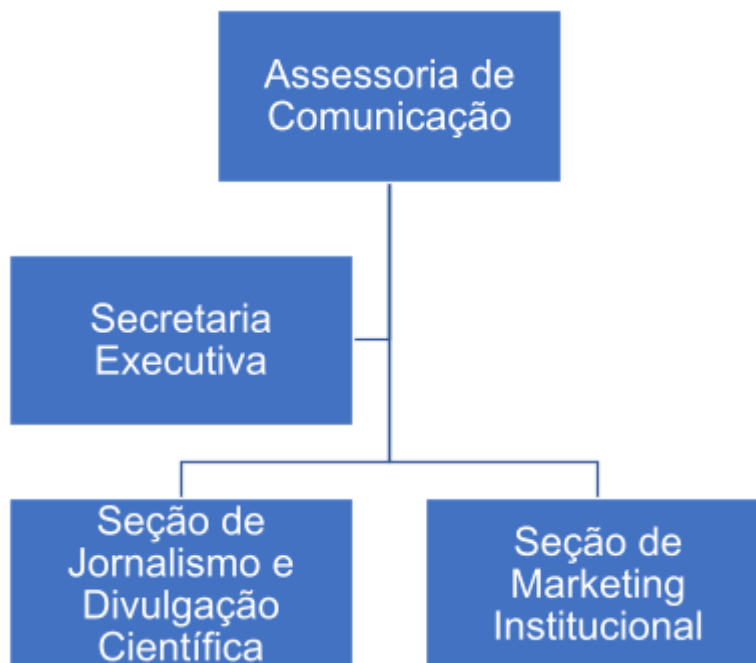 Assessoria de
Comunicação
Secretaria
Executiva
Seção de
Jornalismo e
Divulgação
Científica
Seção de
Marketing
Institucional